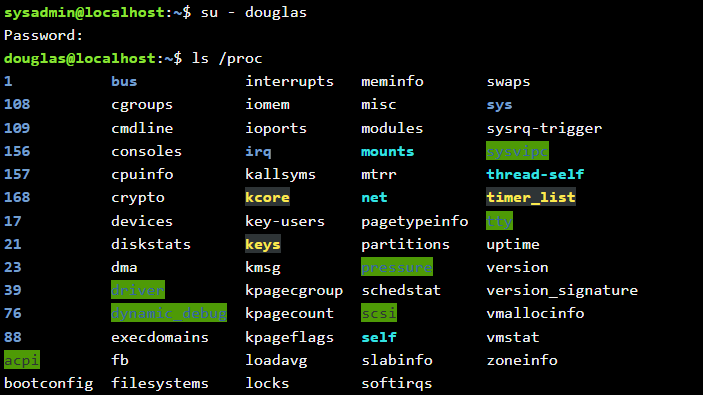 sysadmin@localhost:~$ su - douglas
Password:
douglas@localhost:~$ ls /proc
1 bus interrupts meminfo swaps
108 cgroups iomem misc sys
109 cmdline ioports modules sysrq-trigger
156 consoles irq mounts sysvipc
157 cpuinfo kallsyms mtrr thread-self
168 crypto kcore net timer_list
17 devices key-users pagetypeinfo tty
21 diskstats keys partitions uptime
23 dma kmsg pressure version
39 driver kpagecgroup schedstat version_signature
76 dynamic_debug kpagecount scsi vmallocinfo
88 execdomains kpageflags self vmstat
acpi fb loadavg slabinfo zoneinfo
bootconfig filesystems locks softirqs